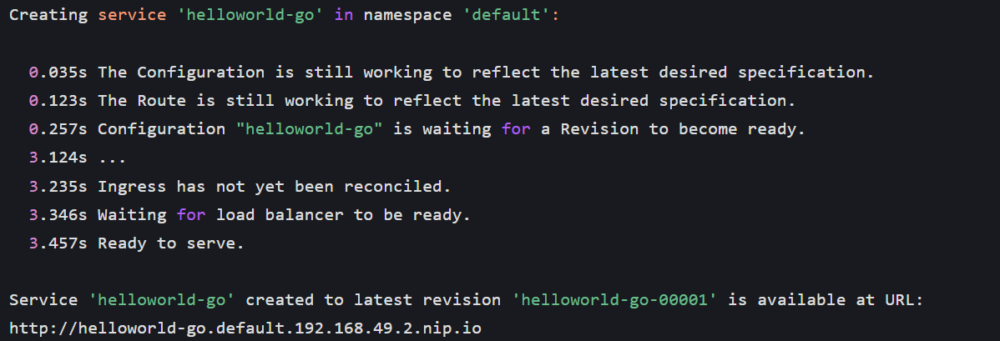 Creating service 'helloworld-go' in namespace 'default':
0.035s The Configuration is still working to reflect the latest desired specification.
0.123s The Route is still working to reflect the latest desired specification.
0.257s Configuration "helloworld-go" is waiting for a Revision to become ready.
3.124s ...
3.235s Ingress has not yet been reconciled.
3.346s Waiting for load balancer to be ready.
3.457s Ready to serve.
Service 'helloworld-go' created to latest revision 'helloworld-go-00001' is available at URL:
http://helloworld-go.default.192.168.49.2.nip.io